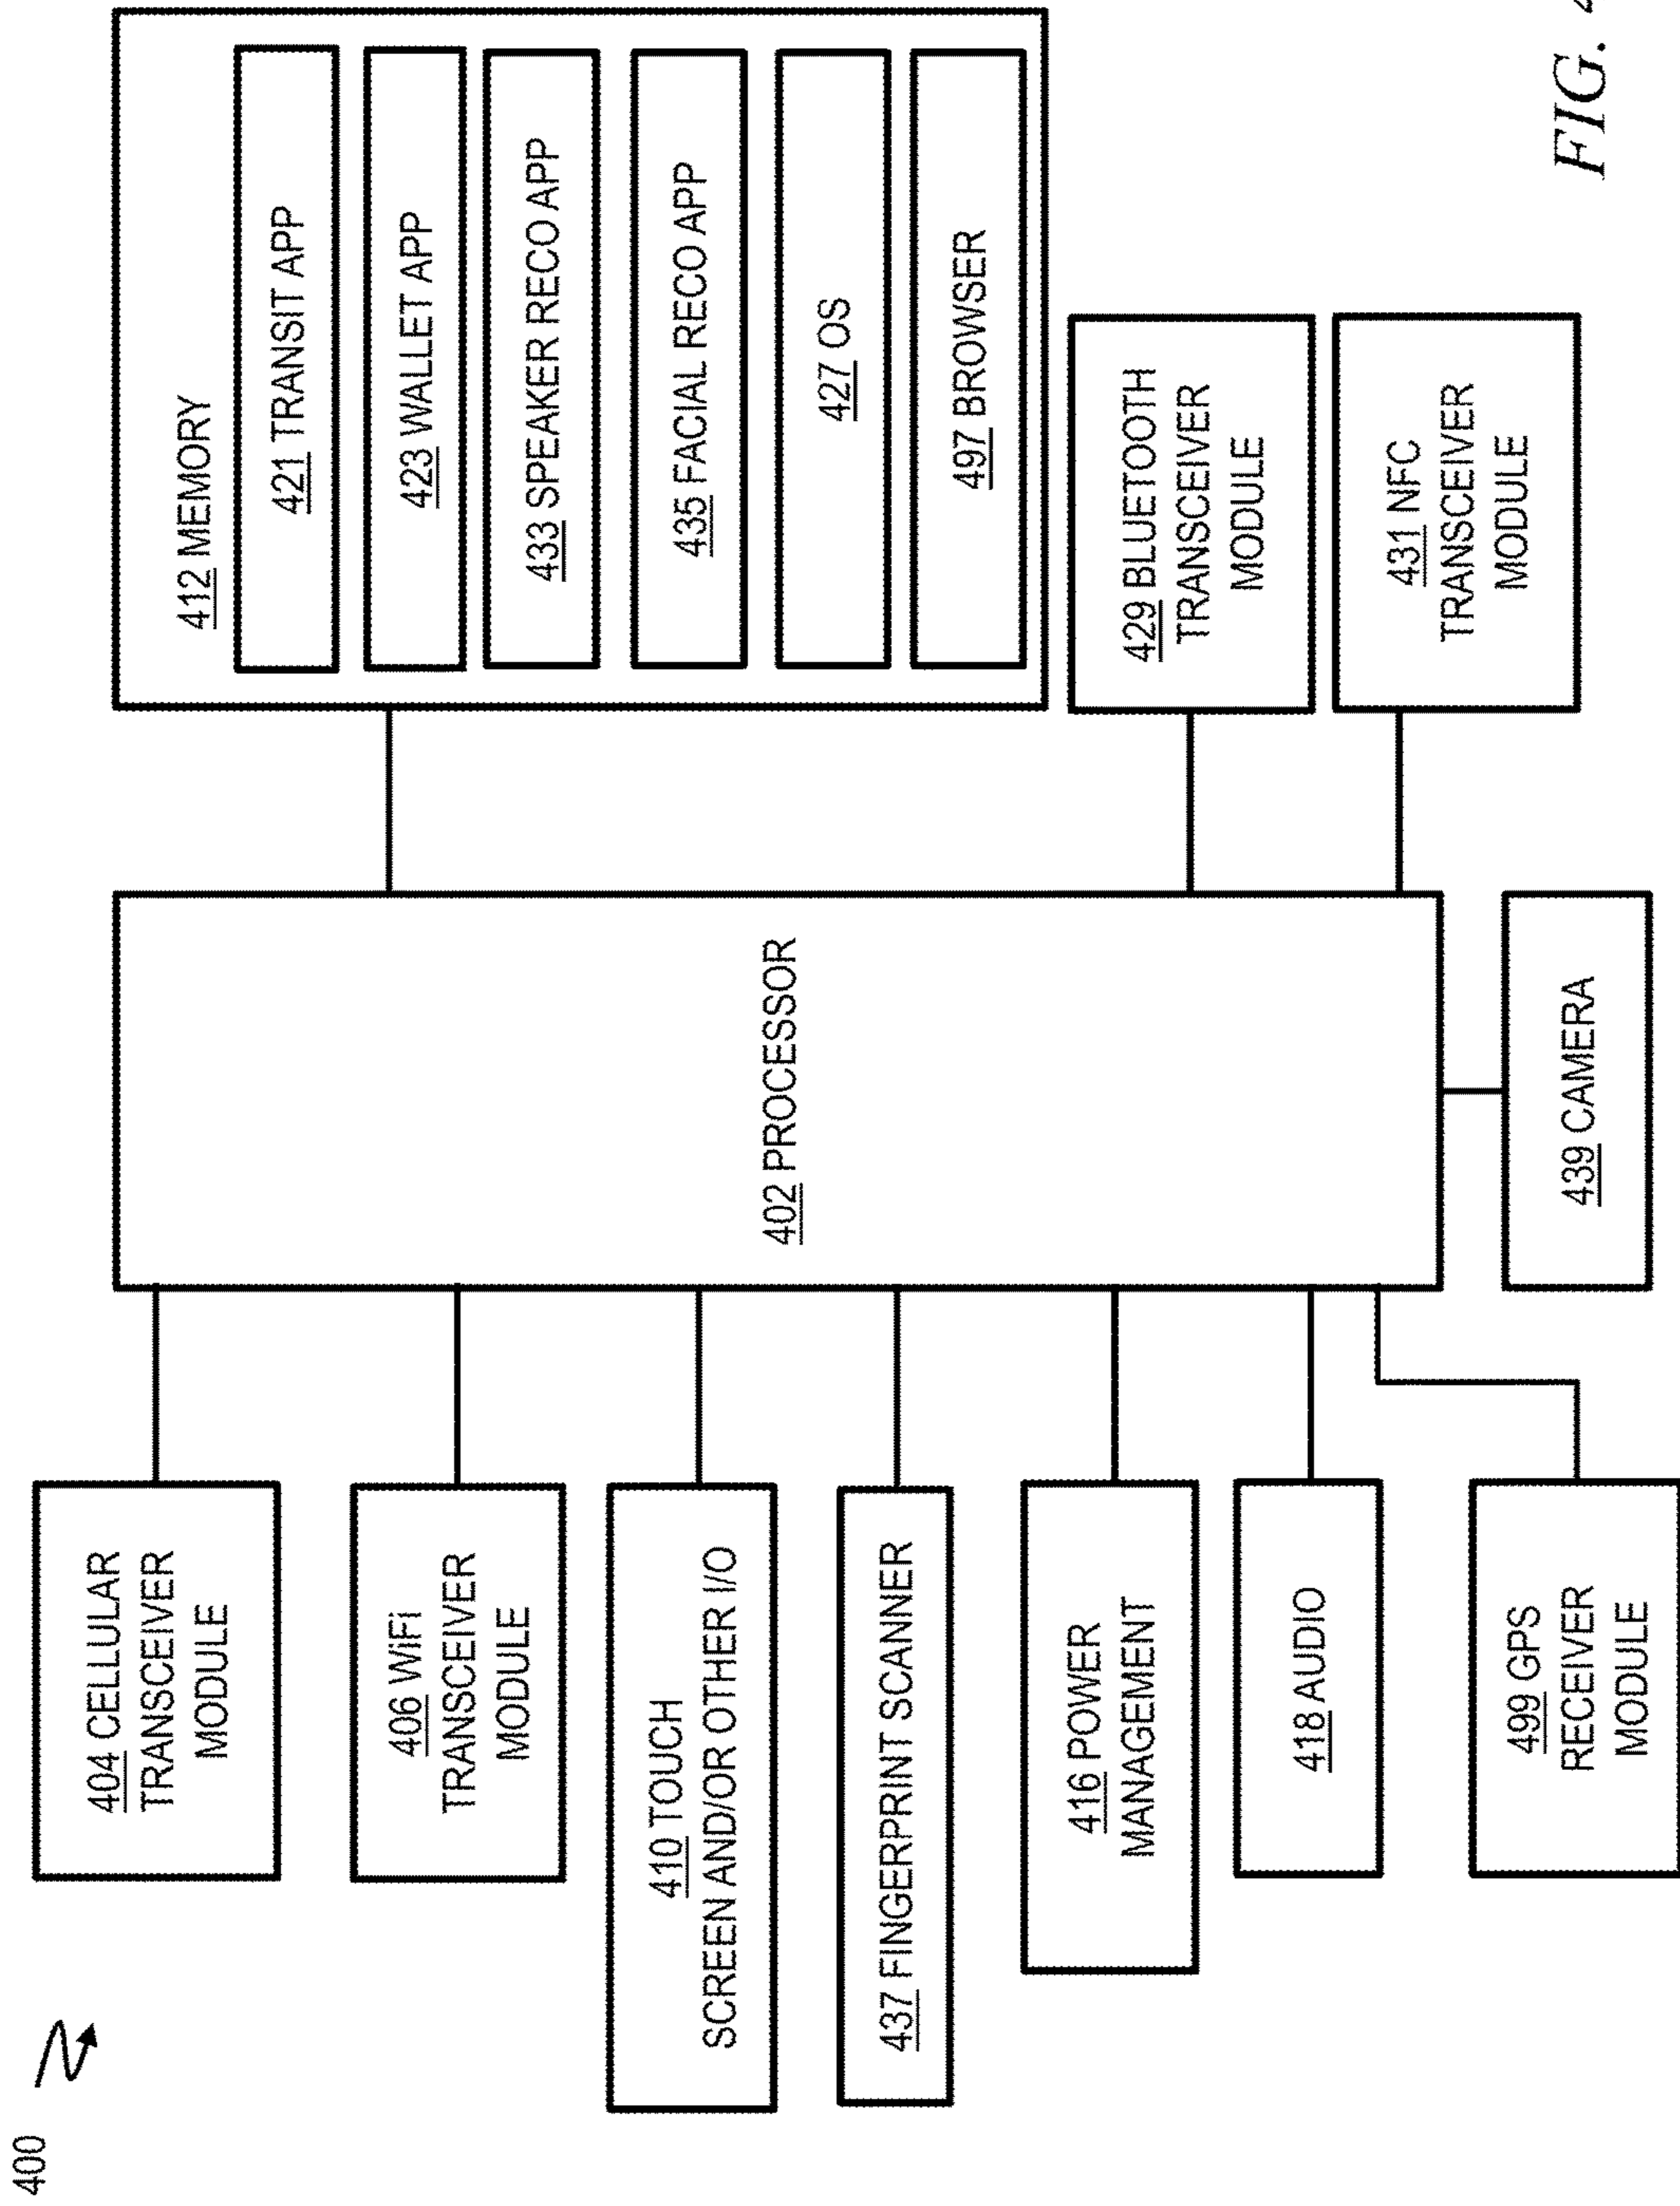 400
404 CELLULAR
TRANSCEIVER
MODULE
406 WiFi
TRANSCEIVER
MODULE
410 TOUCH
SCREEN AND/OR OTHER I/O
437 FINGERPRINT SCANNER
416 POWER
MANAGEMENT
418 AUDIO
499 GPS
RECEIVER
MODULE
402 PROCESSOR
439 CAMERA
412 MEMORY
421 TRANSIT APP
423 WALLET APP
433 SPEAKER RECO APP
435 FACIAL RECO APP
427 OS
497 BROWSER
429 BLUETOOTH
TRANSCEIVER
MODULE
431 NFC
TRANSCEIVER
MODULE
FIG. 4